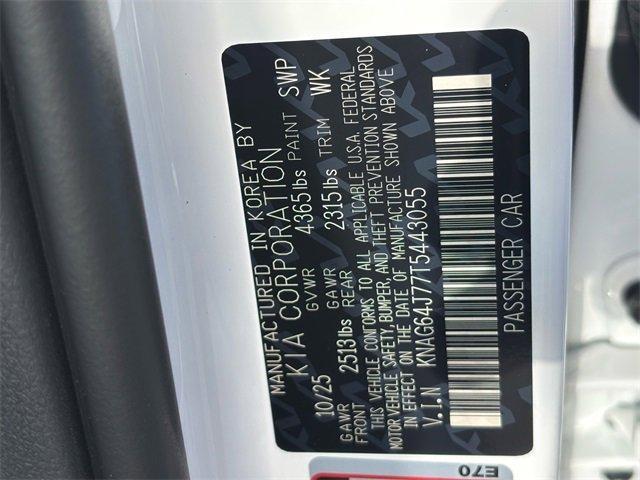 MANUFACTURED IN KOREA BY
KIA CORPORATION
10/25 GVWR 4365lbs PAINT SWP
GAWR FRONT 2513lbs GAWR REAR 2315lbs TRIM WK
THIS VEHICLE CONFORMS TO ALL APPLICABLE U.S.A. FEDERAL
MOTOR VEHICLE SAFETY, BUMPER, AND THEFT PREVENTION STANDARDS
IN EFFECT ON THE DATE OF MANUFACTURE SHOWN ABOVE
V.I.N KNAG64J77T5443055
PASSENGER CAR
E70